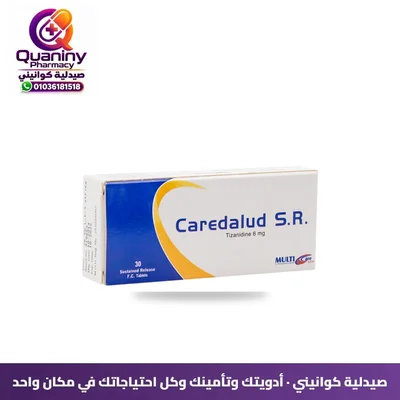 Quaniny
Pharmacy
صيدلية كوانيني
01036181518
Caredalud S.R.
Tizanidine 6 mg
30
Sustained Release
F.C. Tablets
MULTI
صيدلية كوانيني - أدويتك وتأمينك وكل احتياجاتك في مكان واحد